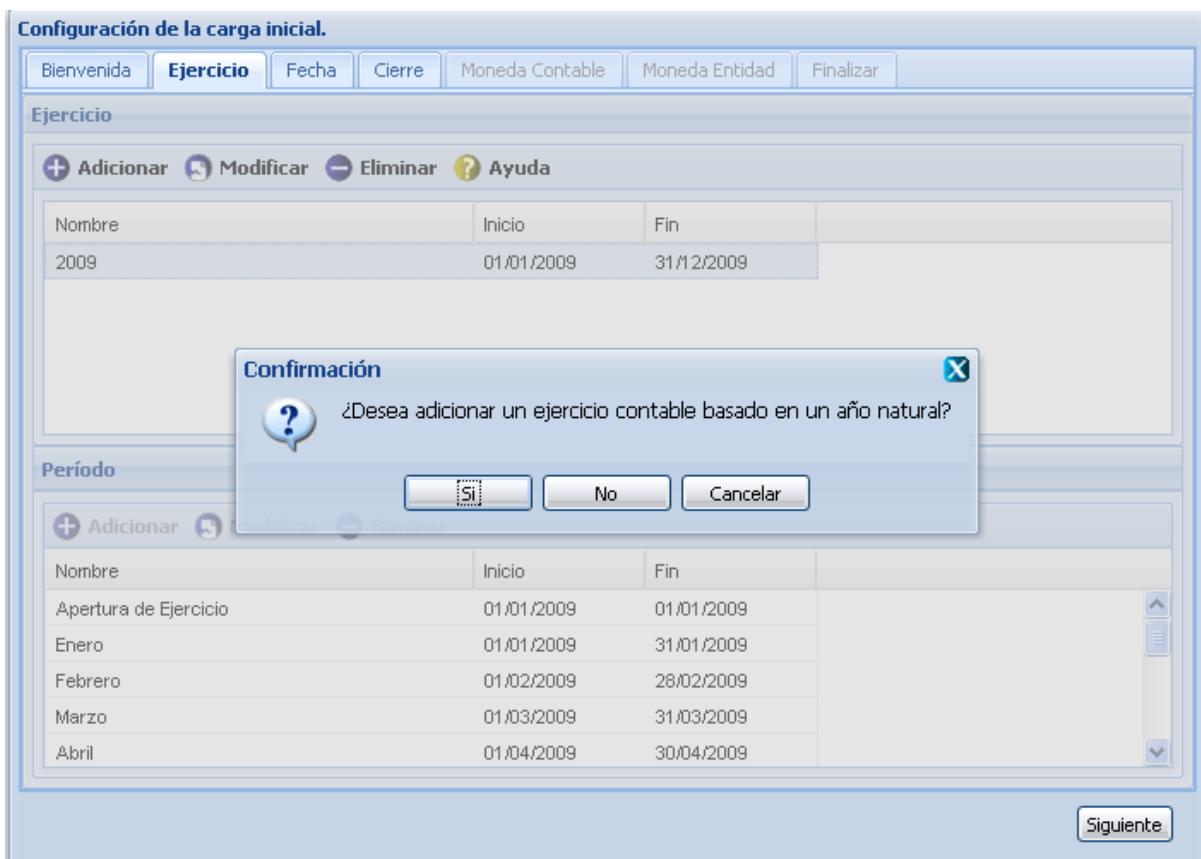 Configuración de la carga inicial.
Bienvenida Ejercicio Fecha Cierre Moneda Contable Moneda Entidad Finalizar
Ejercicio
Adicionar Modificar Eliminar Ayuda
Nombre Inicio Fin
2009 01/01/2009 31/12/2009
Confirmación
¿Desea adicionar un ejercicio contable basado en un año natural?
Si No Cancelar
Período
Adicionar Modificar Eliminar
Nombre Inicio Fin
Apertura de Ejercicio 01/01/2009 01/01/2009
Enero 01/01/2009 31/01/2009
Febrero 01/02/2009 28/02/2009
Marzo 01/03/2009 31/03/2009
Abril 01/04/2009 30/04/2009
Siguiente